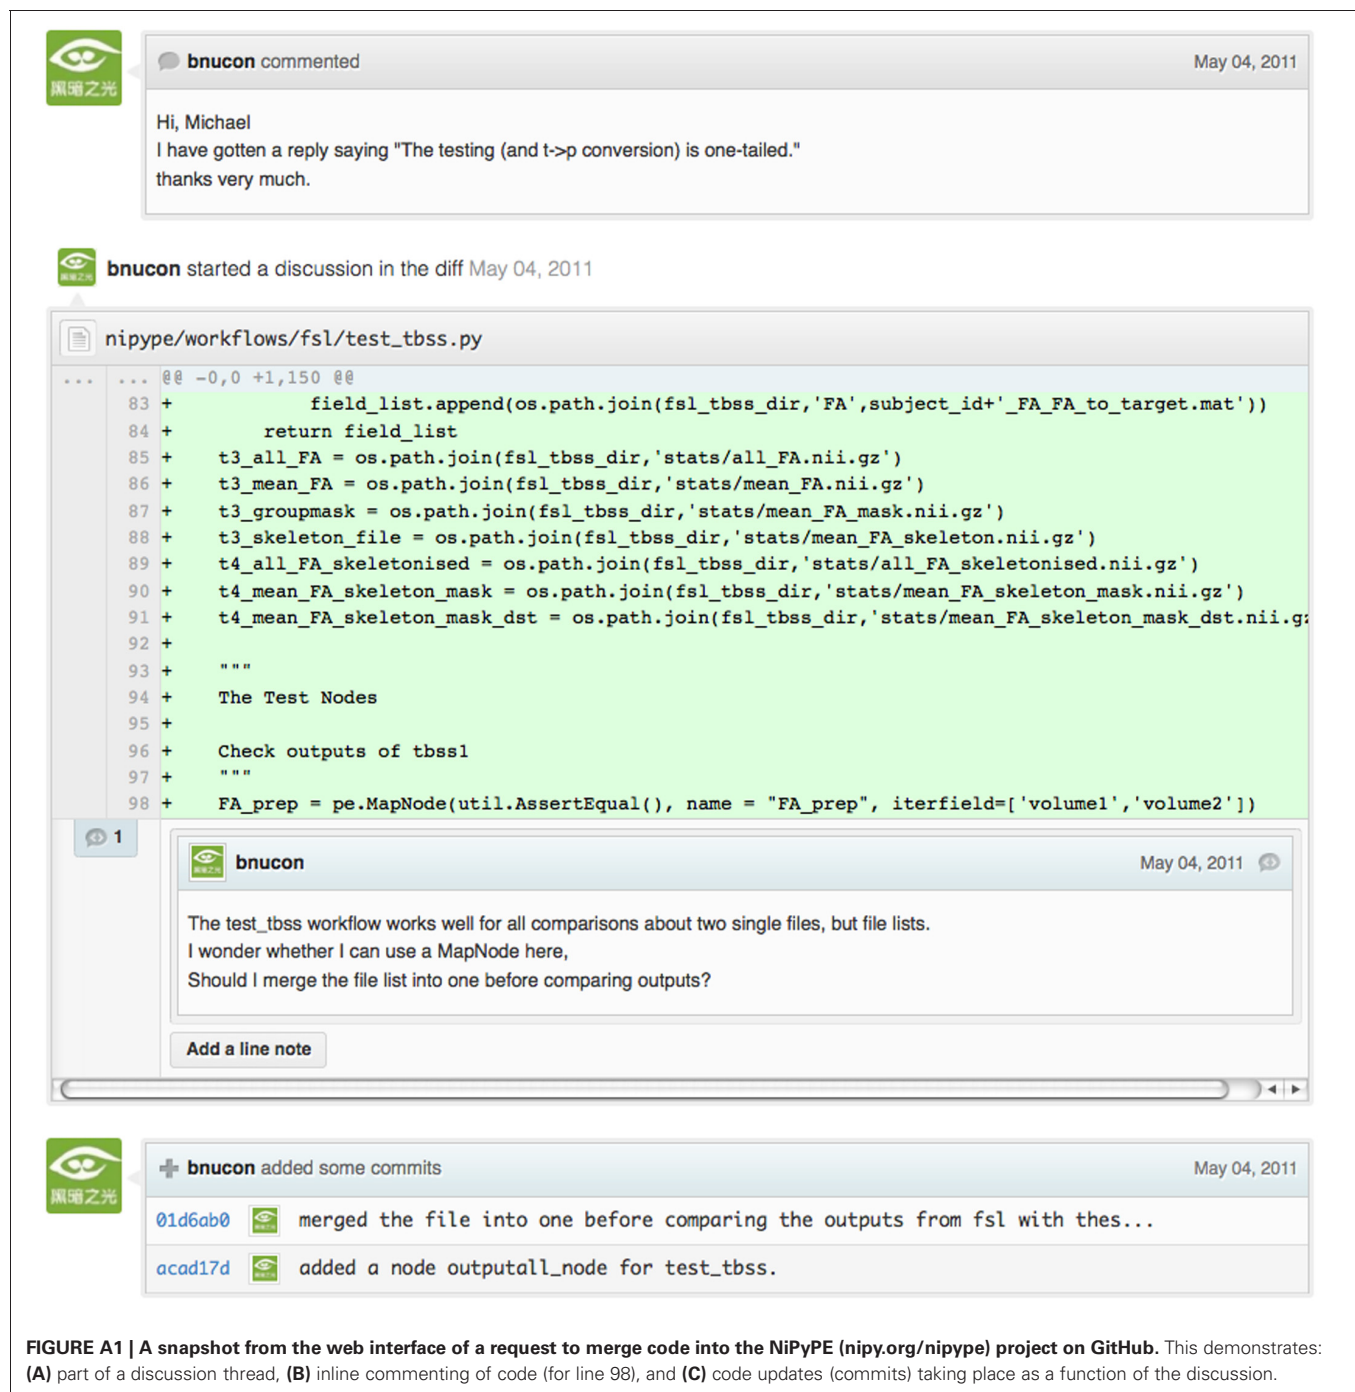 黑暗之光
bnucon commented May 04, 2011
Hi, Michael
I have gotten a reply saying "The testing (and t->p conversion) is one-tailed."
thanks very much.
黑暗之光 bnucon started a discussion in the diff May 04, 2011
nipype/workflows/fsl/test_tbss.py
... ... @@ -0,0 +1,150 @@
83 +            field_list.append(os.path.join(fsl_tbss_dir,'FA',subject_id+'_FA_FA_to_target.mat'))
84 +        return field_list
85 +    t3_all_FA = os.path.join(fsl_tbss_dir,'stats/all_FA.nii.gz')
86 +    t3_mean_FA = os.path.join(fsl_tbss_dir,'stats/mean_FA.nii.gz')
87 +    t3_groupmask = os.path.join(fsl_tbss_dir,'stats/mean_FA_mask.nii.gz')
88 +    t3_skeleton_file = os.path.join(fsl_tbss_dir,'stats/mean_FA_skeleton.nii.gz')
89 +    t4_all_FA_skeletonised = os.path.join(fsl_tbss_dir,'stats/all_FA_skeletonised.nii.gz')
90 +    t4_mean_FA_skeleton_mask = os.path.join(fsl_tbss_dir,'stats/mean_FA_skeleton_mask.nii.gz')
91 +    t4_mean_FA_skeleton_mask_dst = os.path.join(fsl_tbss_dir,'stats/mean_FA_skeleton_mask_dst.nii.gz
92 +
93 +    """
94 +    The Test Nodes
95 +
96 +    Check outputs of tbss1
97 +    """
98 +    FA_prep = pe.MapNode(util.AssertEqual(), name = "FA_prep", iterfield=['volume1','volume2'])
1
bnucon May 04, 2011
The test_tbss workflow works well for all comparisons about two single files, but file lists.
I wonder whether I can use a MapNode here,
Should I merge the file list into one before comparing outputs?
Add a line note
黑暗之光
bnucon added some commits May 04, 2011
01d6ab0 merged the file into one before comparing the outputs from fsl with thes...
acad17d added a node outputall_node for test_tbss.
FIGURE A1 | A snapshot from the web interface of a request to merge code into the NiPyPE (nipy.org/nipype) project on GitHub. This demonstrates:
(A) part of a discussion thread, (B) inline commenting of code (for line 98), and (C) code updates (commits) taking place as a function of the discussion.